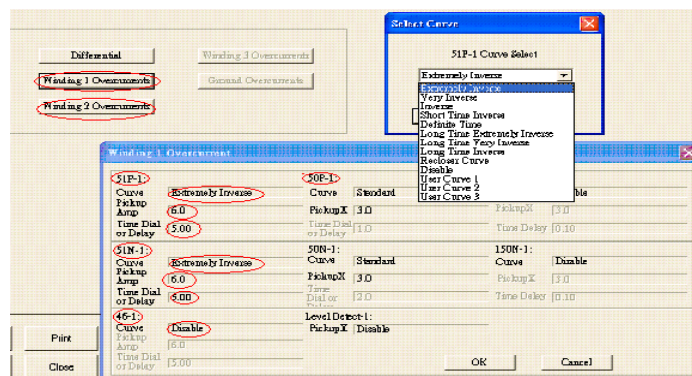 Select Curve
Differential
Winding 3 Overcurrents
51P-1 Curve Select
Winding 1 Overcurrents
Ground Overcurrents
Extremely Inverse
Winding 2 Overcurrents
Extremely Inverse
Very Inverse
Inverse
Short Time Inverse
Definite Time
Long Time Extremely Inverse
Long Time Very Inverse
Long Time Inverse
Recloser Curve
Disable
User Curve 1
User Curve 2
User Curve 3
Winding 1 Overcurrent
51P-1:
50P-1:
Curve Extremely Inverse
Curve Standard
Pickup Amp 6.0
PickupX 3.0
PickupX 3.0
Time Dial or Delay 5.00
Time Dial or Delay 1.0
Time Delay 0.10
51N-1:
50N-1:
150N-1:
Curve Extremely Inverse
Curve Standard
Curve Disable
Pickup Amp 6.0
PickupX 3.0
PickupX 3.0
Time Dial or Delay 5.00
Time Dial or Delay 2.0
Time Delay 0.10
46-1:
Level Detect-1:
Curve Disable
PickupX Disable
Pickup Amp 6.0
Time Dial or Delay 5.00
OK
Cancel
Print
Close